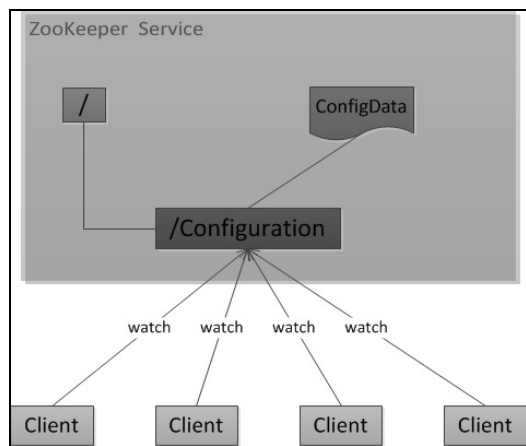 ZooKeeper Service
/
ConfigData
/Configuration
watch watch watch watch
Client Client Client Client